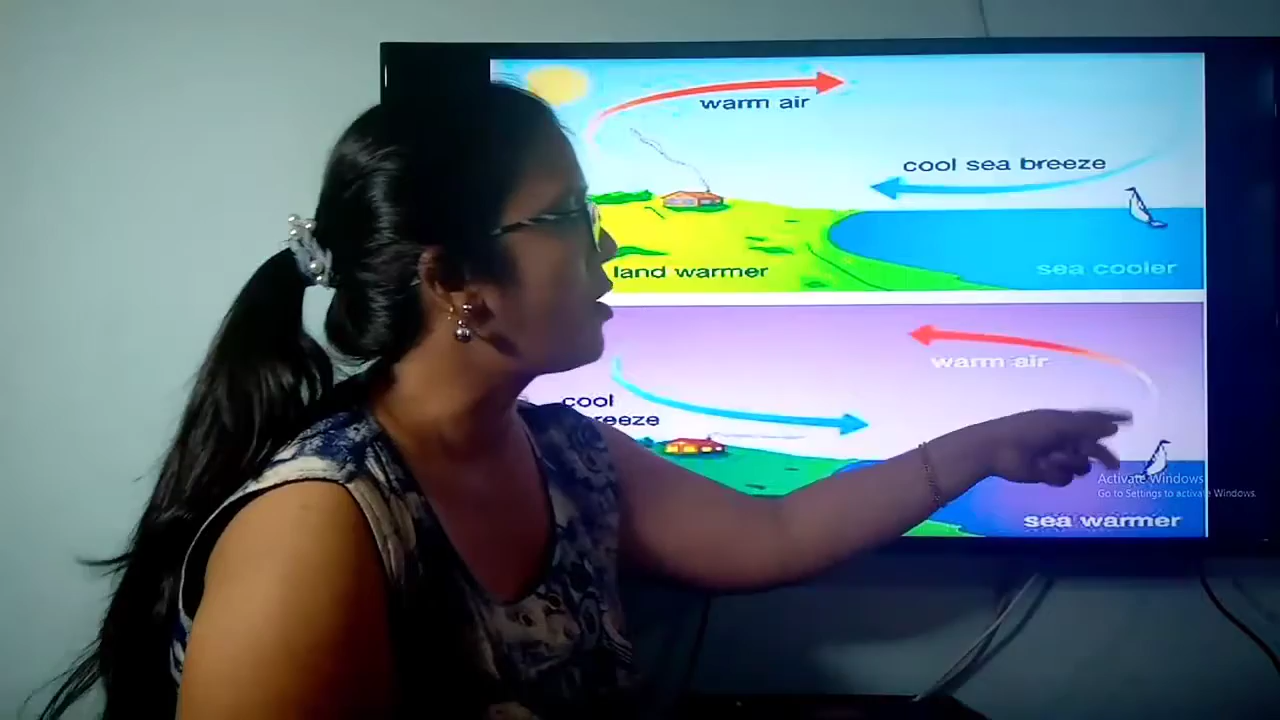 warm air
cool sea breeze
land warmer
sea cooler
warm air
cool
reeze
Activate Windows
Go to Settings to activate Windows.
sea warmer